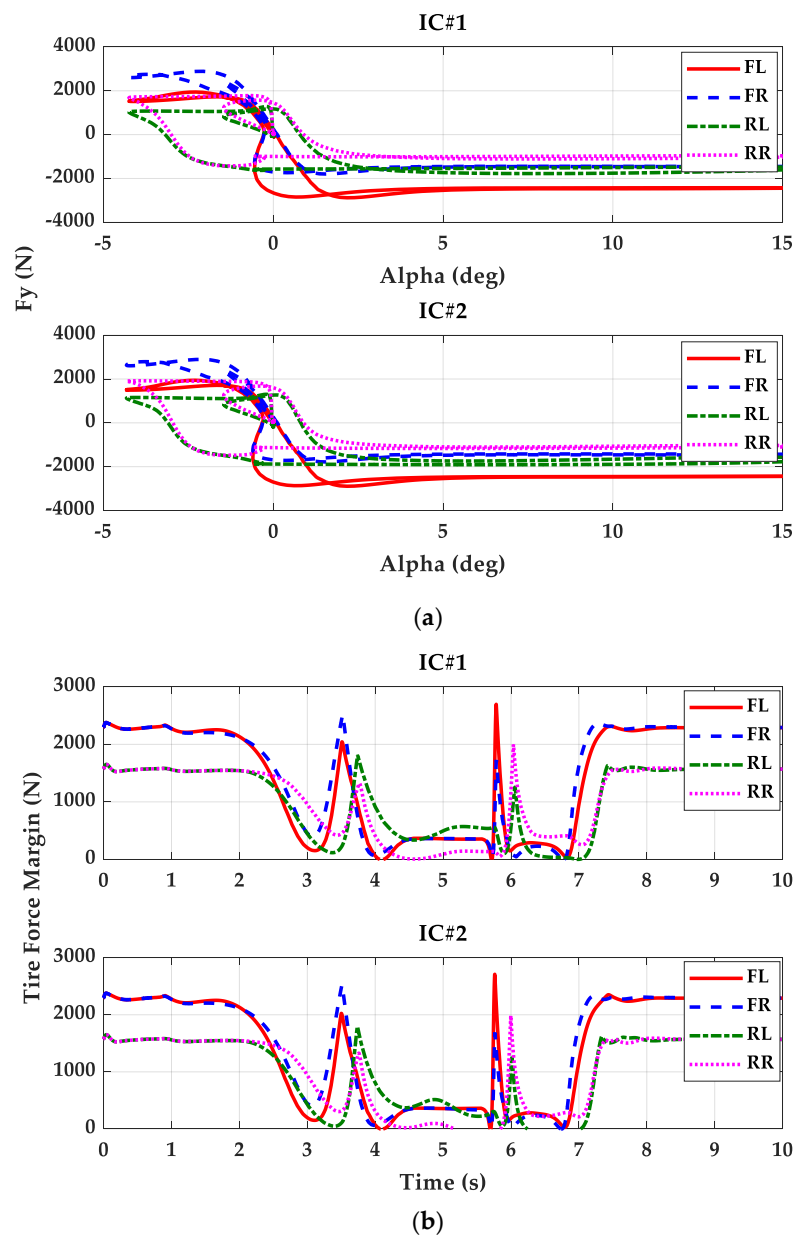 IC#1
4000
2000
0
-2000
-4000
FL
FR
RL
RR
-5 0 5 10 15
Alpha (deg)
Fy (N)
IC#2
4000
2000
0
-2000
-4000
FL
FR
RL
RR
-5 0 5 10 15
Alpha (deg)
(a)
IC#1
3000
2000
1000
0
FL
FR
RL
RR
0 1 2 3 4 5 6 7 8 9 10
Tire Force Margin (N)
IC#2
3000
2000
1000
0
FL
FR
RL
RR
0 1 2 3 4 5 6 7 8 9 10
Time (s)
(b)